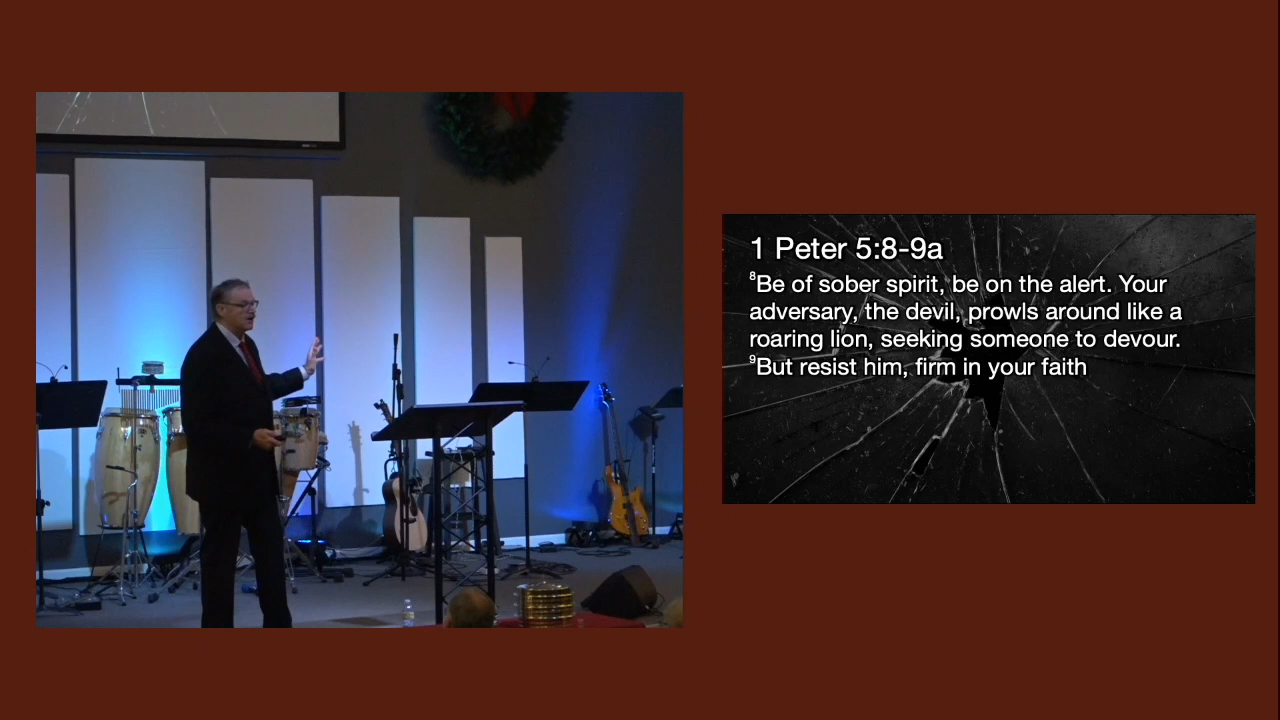 1 Peter 5:8-9a
⁸Be of sober spirit, be on the alert. Your
adversary, the devil, prowls around like a
roaring lion, seeking someone to devour.
⁹But resist him, firm in your faith